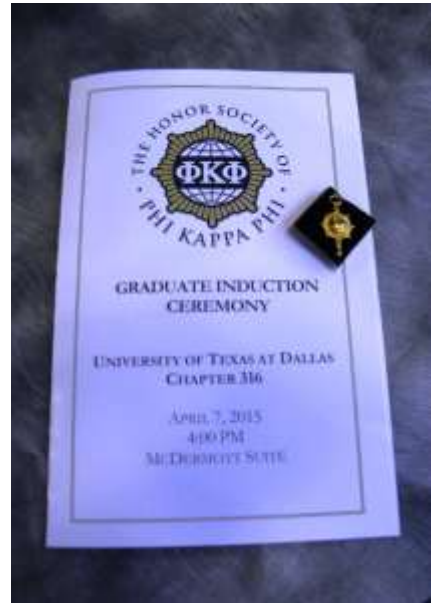 THE HONOR SOCIETY OF
ΦΚΦ
· PHI KAPPA PHI ·
GRADUATE INDUCTION
CEREMONY
UNIVERSITY OF TEXAS AT DALLAS
CHAPTER 316
APRIL 7, 2015
4:00 PM
MCDERMOTT SUITE